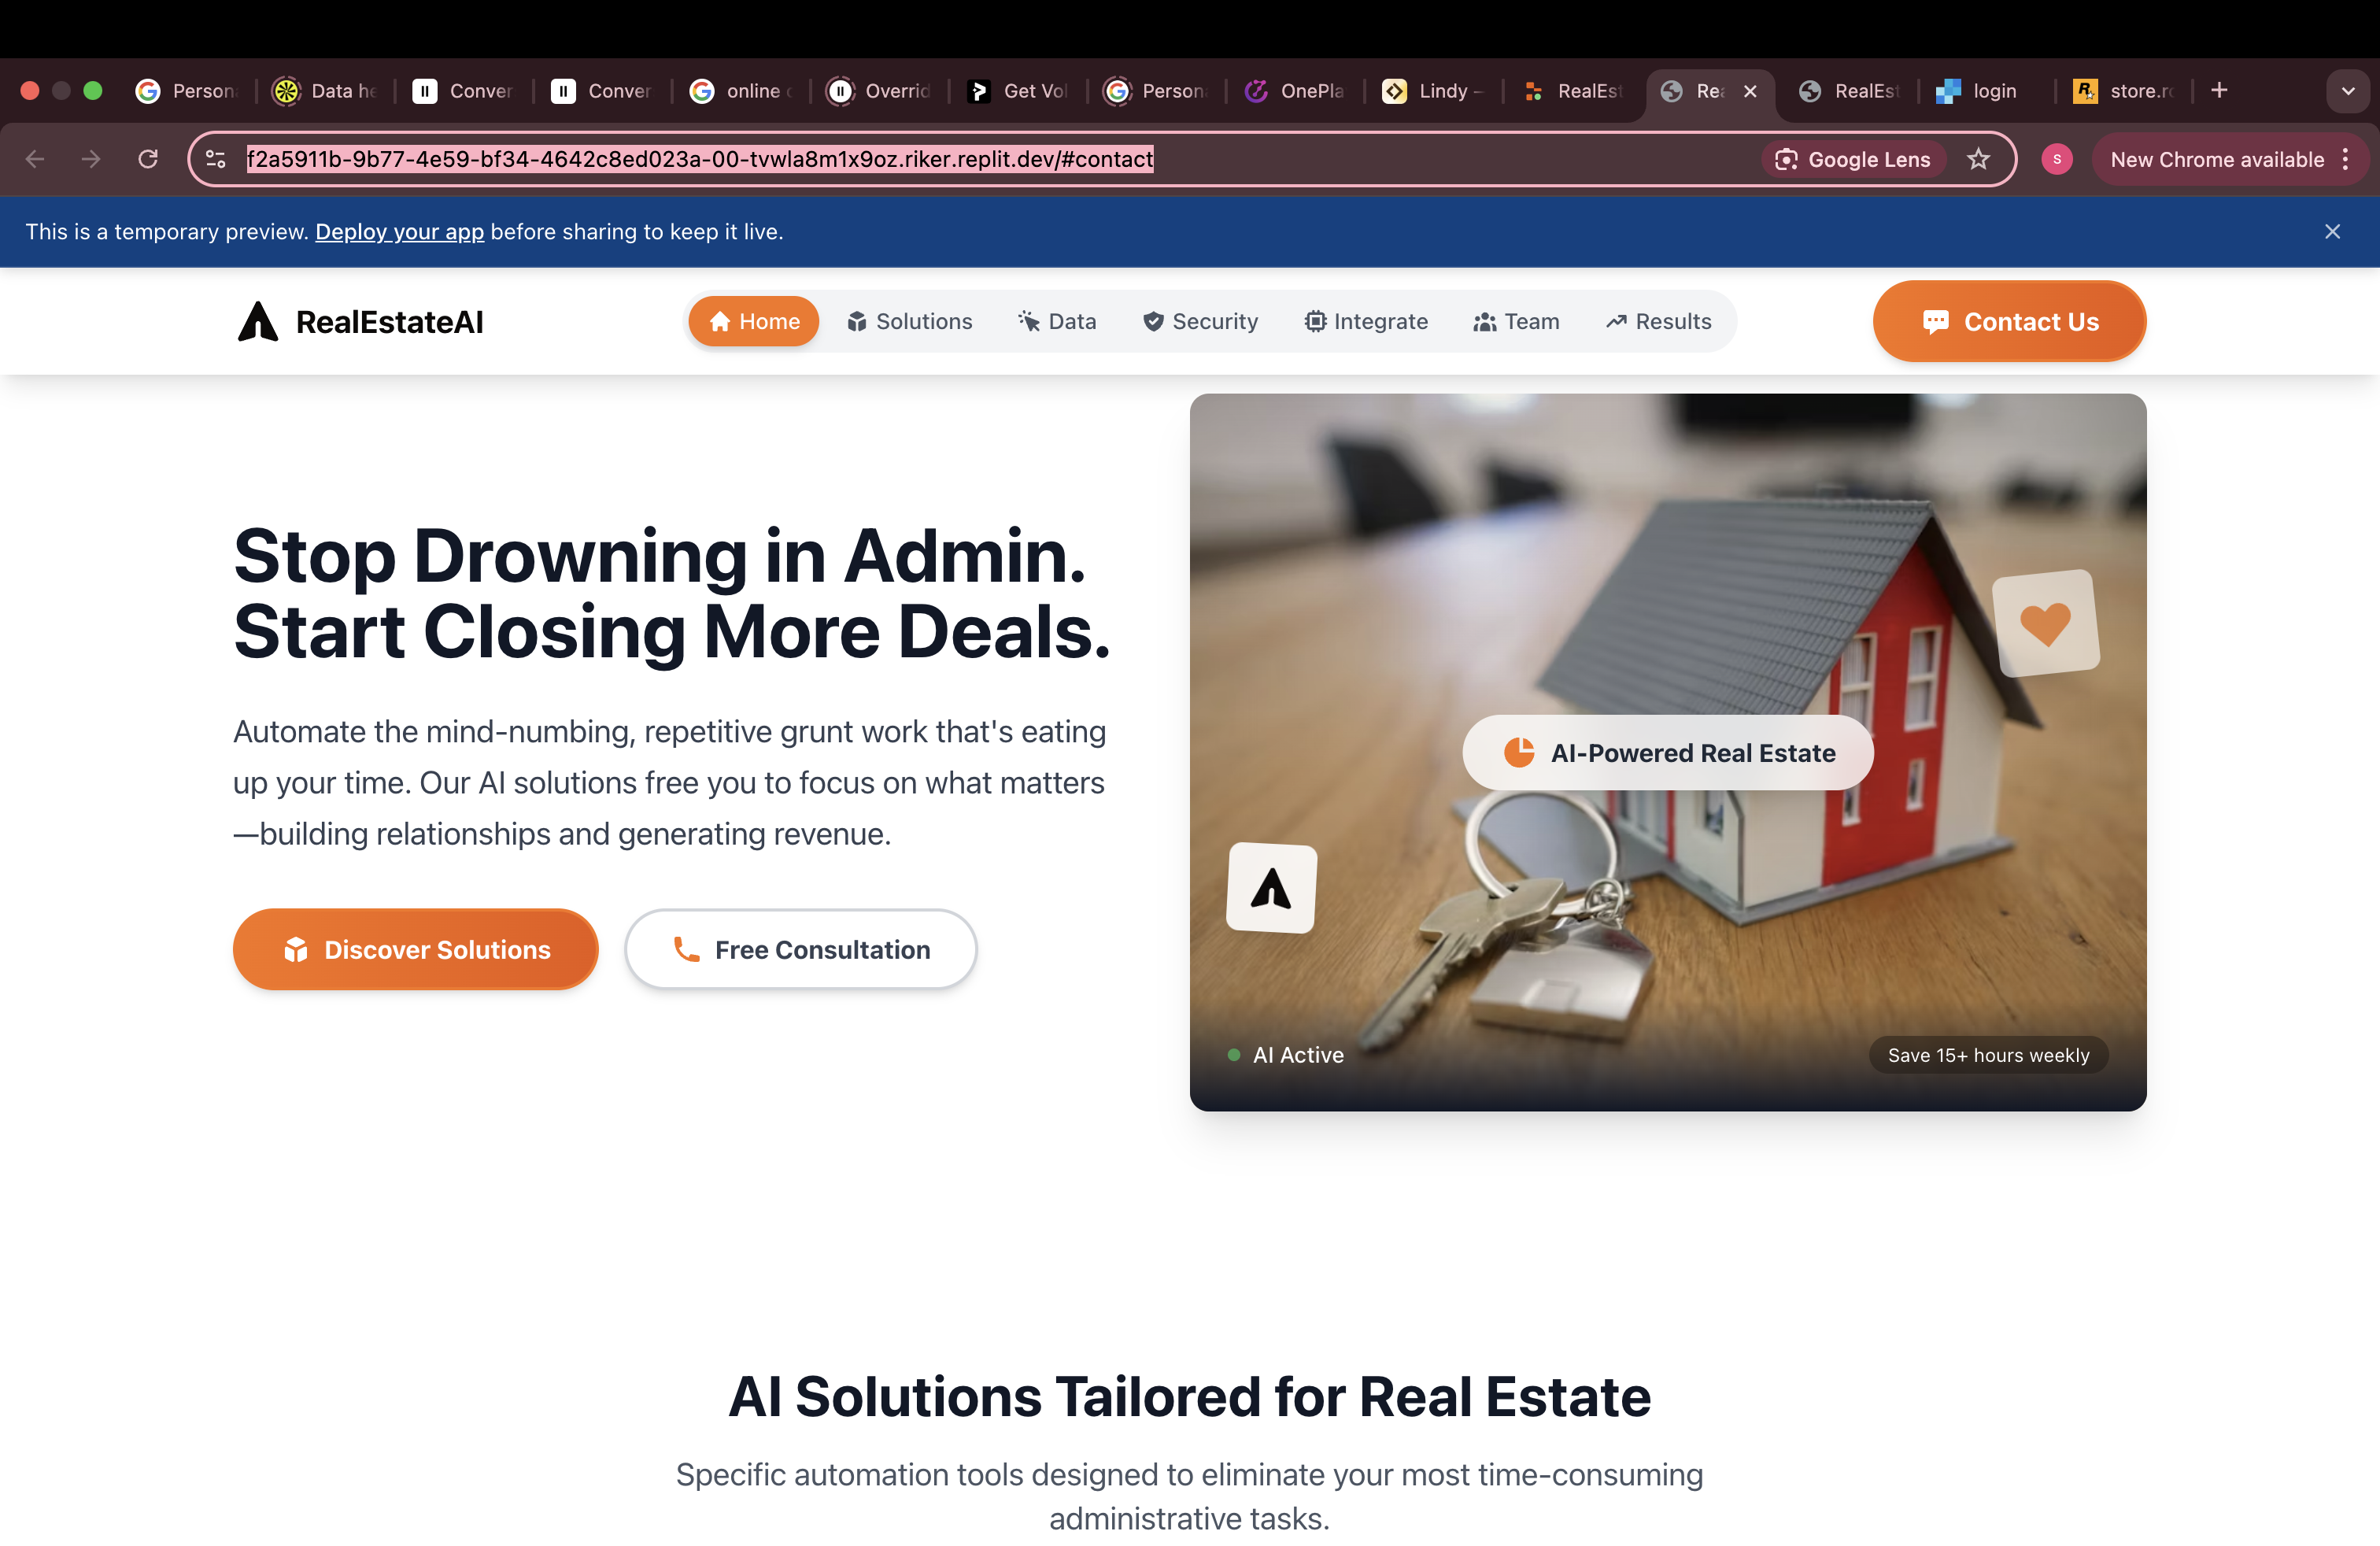 Person
Data he
Conver
Conver
online
Overrid
Get Vol
Person
OnePla
Lindy –
RealEst
Rea
RealEst
login
store.ro
f2a5911b-9b77-4e59-bf34-4642c8ed023a-00-tvwla8m1x9oz.riker.replit.dev/#contact
Google Lens
S
New Chrome available
This is a temporary preview. Deploy your app before sharing to keep it live.
RealEstateAI
Home
Solutions
Data
Security
Integrate
Team
Results
Contact Us
Stop Drowning in Admin.
Start Closing More Deals.
Automate the mind-numbing, repetitive grunt work that's eating
up your time. Our AI solutions free you to focus on what matters
—building relationships and generating revenue.
Discover Solutions
Free Consultation
AI-Powered Real Estate
AI Active
Save 15+ hours weekly
AI Solutions Tailored for Real Estate
Specific automation tools designed to eliminate your most time-consuming
administrative tasks.